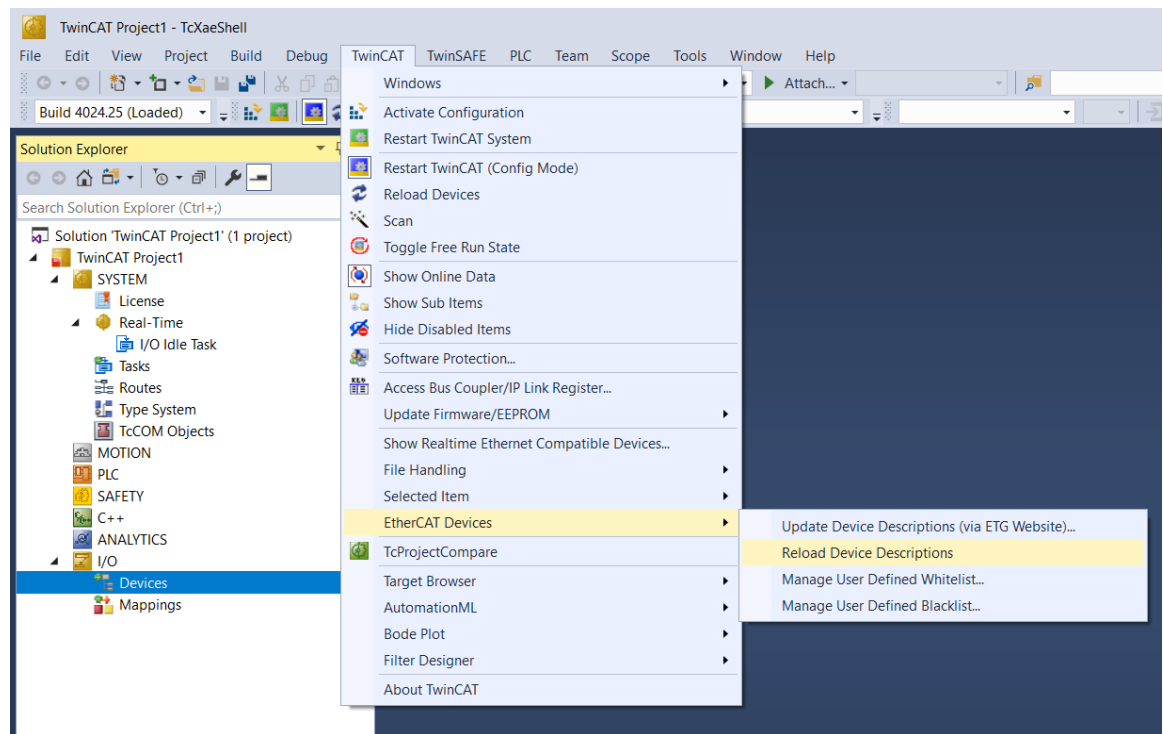 TwinCAT Project1 - TcXaeShell
File Edit View Project Build Debug TwinCAT TwinSAFE PLC Team Scope Tools Window Help
Attach...
Build 4024.25 (Loaded)
Solution Explorer
Search Solution Explorer (Ctrl+;)
Solution 'TwinCAT Project1' (1 project)
TwinCAT Project1
SYSTEM
License
Real-Time
I/O Idle Task
Tasks
Routes
Type System
TcCOM Objects
MOTION
PLC
SAFETY
C++
ANALYTICS
I/O
Devices
Mappings
Windows
Activate Configuration
Restart TwinCAT System
Restart TwinCAT (Config Mode)
Reload Devices
Scan
Toggle Free Run State
Show Online Data
Show Sub Items
Hide Disabled Items
Software Protection...
Access Bus Coupler/IP Link Register...
Update Firmware/EEPROM
Show Realtime Ethernet Compatible Devices...
File Handling
Selected Item
EtherCAT Devices
TcProjectCompare
Target Browser
AutomationML
Bode Plot
Filter Designer
About TwinCAT
Update Device Descriptions (via ETG Website)...
Reload Device Descriptions
Manage User Defined Whitelist...
Manage User Defined Blacklist...